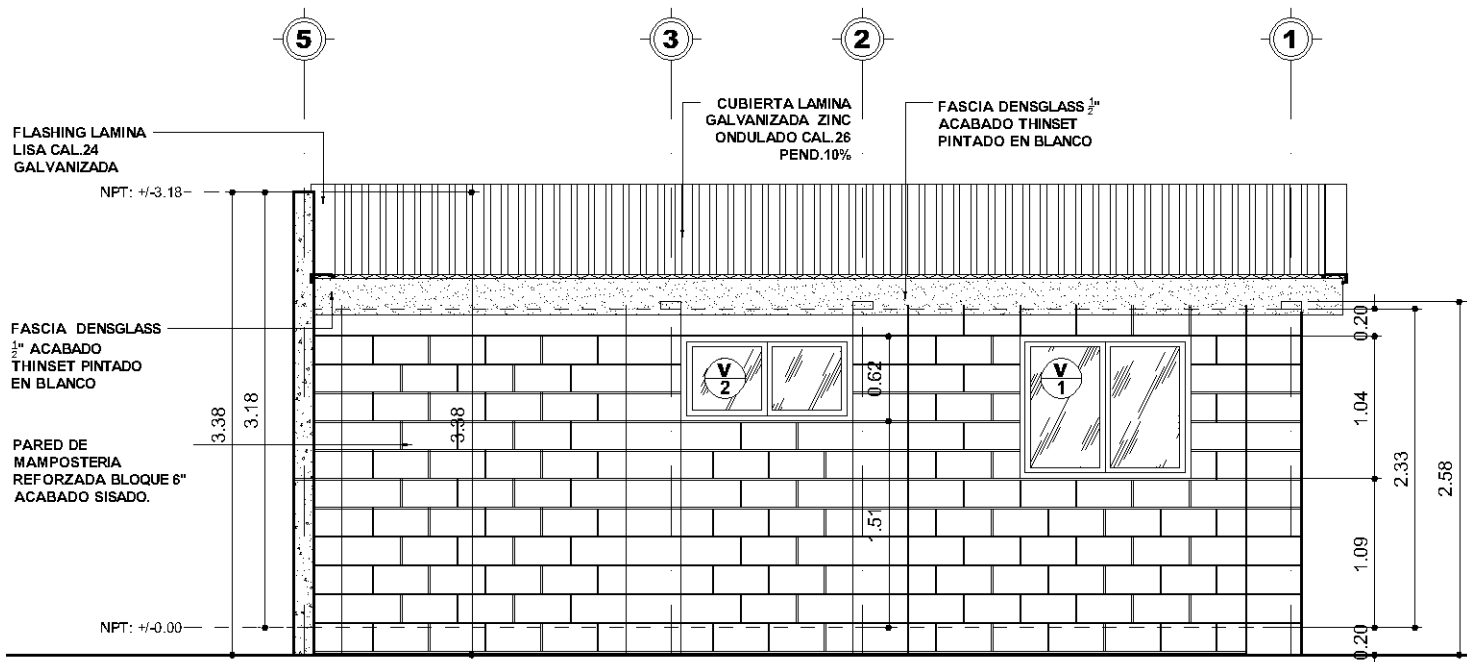 5
3
2
1
FLASHING LAMINA
LISA CAL.24
GALVANIZADA
CUBIERTA LAMINA
GALVANIZADA ZINC
ONDULADO CAL.26
PEND.10%
FASCIA DENSGLASS ½"
ACABADO THINSET
PINTADO EN BLANCO
NPT: +/-3.18
FASCIA DENSGLASS
½" ACABADO
THINSET PINTADO
EN BLANCO
PARED DE
MAMPOSTERIA
REFORZADA BLOQUE 6"
ACABADO SISADO.
NPT: +/-0.00
3.38
3.18
3.38
V
2
0.62
V
1
0.20
1.04
2.33
2.58
1.09
0.20